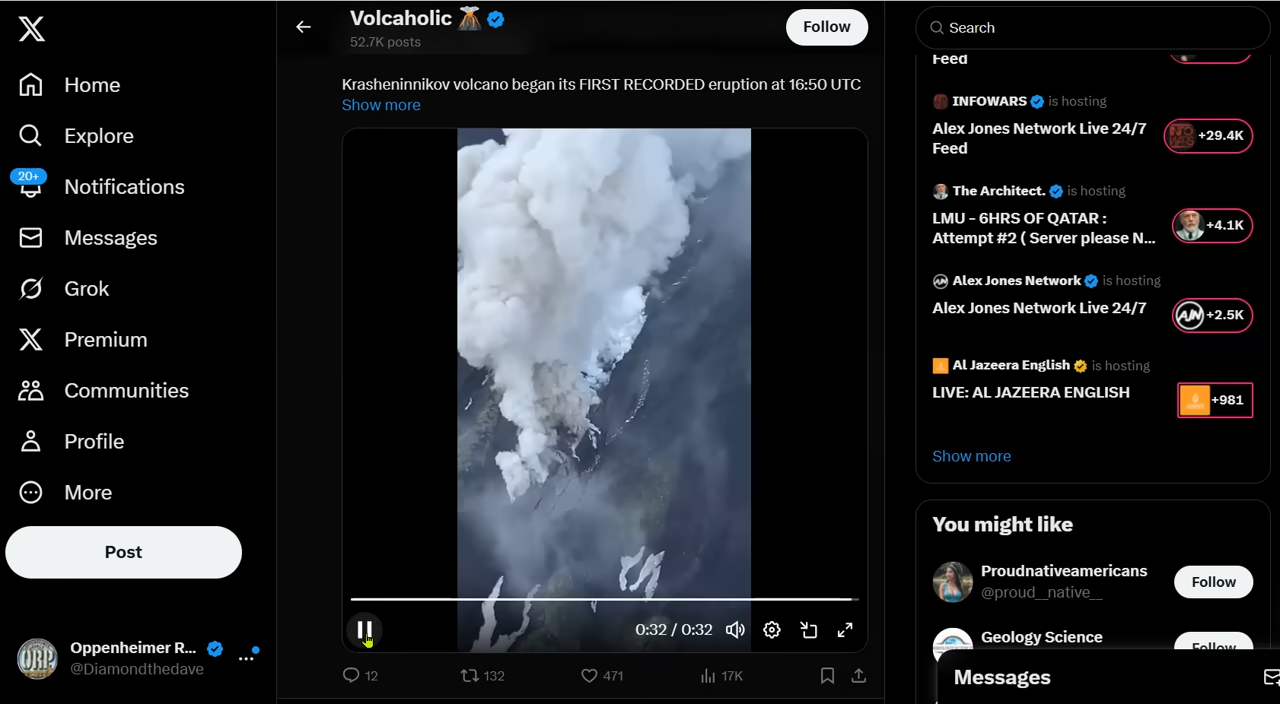 Home
Explore
20+
Notifications
Messages
Grok
Premium
Communities
Profile
More
Post
Oppenheimer R...
@Diamondthedave
Volcaholic
52.7K posts
Follow
Krasheninnikov volcano began its FIRST RECORDED eruption at 16:50 UTC
Show more
0:32 / 0:32
12
132
471
17K
Search
Feed
INFOWARS is hosting
Alex Jones Network Live 24/7
Feed
+29.4K
The Architect. is hosting
LMU - 6HRS OF QATAR :
Attempt #2 ( Server please N...
+4.1K
Alex Jones Network is hosting
Alex Jones Network Live 24/7
AJN
+2.5K
Al Jazeera English is hosting
LIVE: AL JAZEERA ENGLISH
+981
Show more
You might like
Proudnativeamericans
@proud__native__
Follow
Geology Science
Follow
Messages